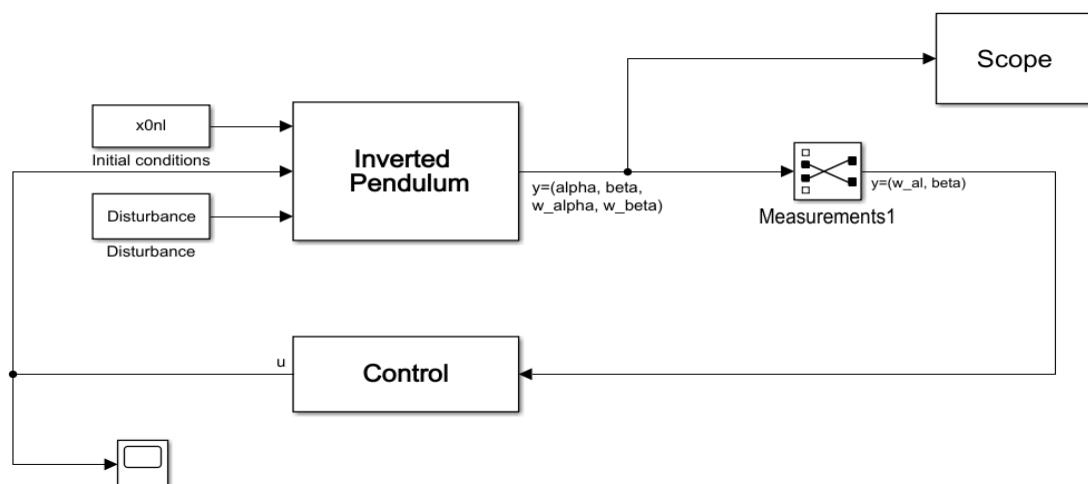 Scope
x0nl
Initial conditions
Inverted
Pendulum
y=(alpha, beta,
w_alpha, w_beta)
y=(w_al, beta)
Measurements1
Disturbance
Disturbance
u
Control